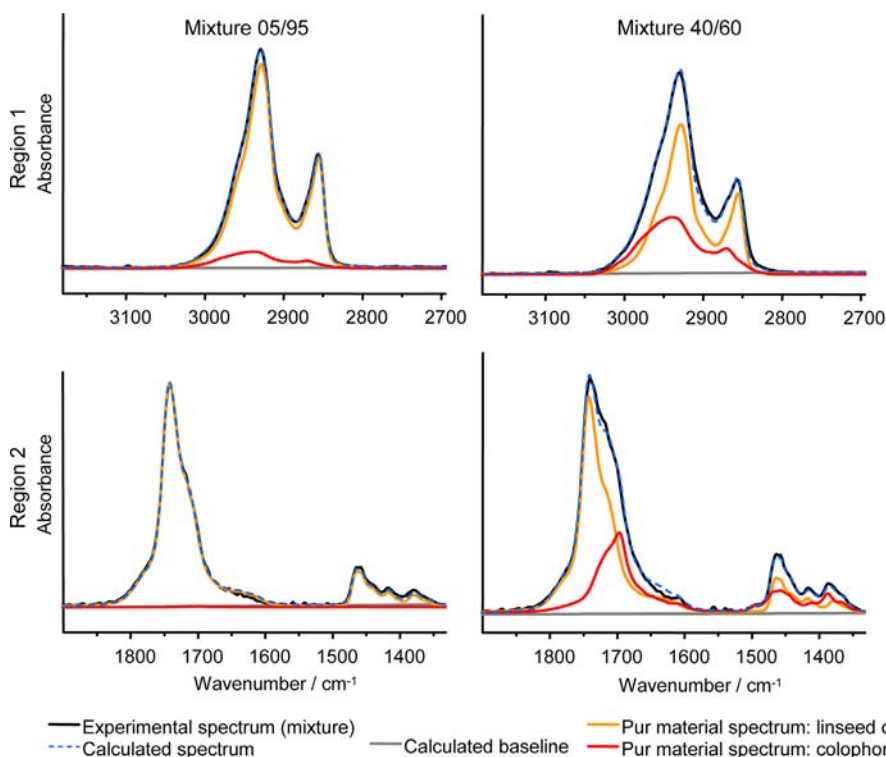 Mixture 05/95
Mixture 40/60
Region 1
Absorbance
3100 3000 2900 2800 2700
3100 3000 2900 2800 2700
Region 2
Absorbance
1800 1700 1600 1500 1400
1800 1700 1600 1500 1400
Wavenumber / cm⁻¹
Wavenumber / cm⁻¹
Experimental spectrum (mixture)
Calculated spectrum
Calculated baseline
Pur material spectrum: linseed
Pur material spectrum: